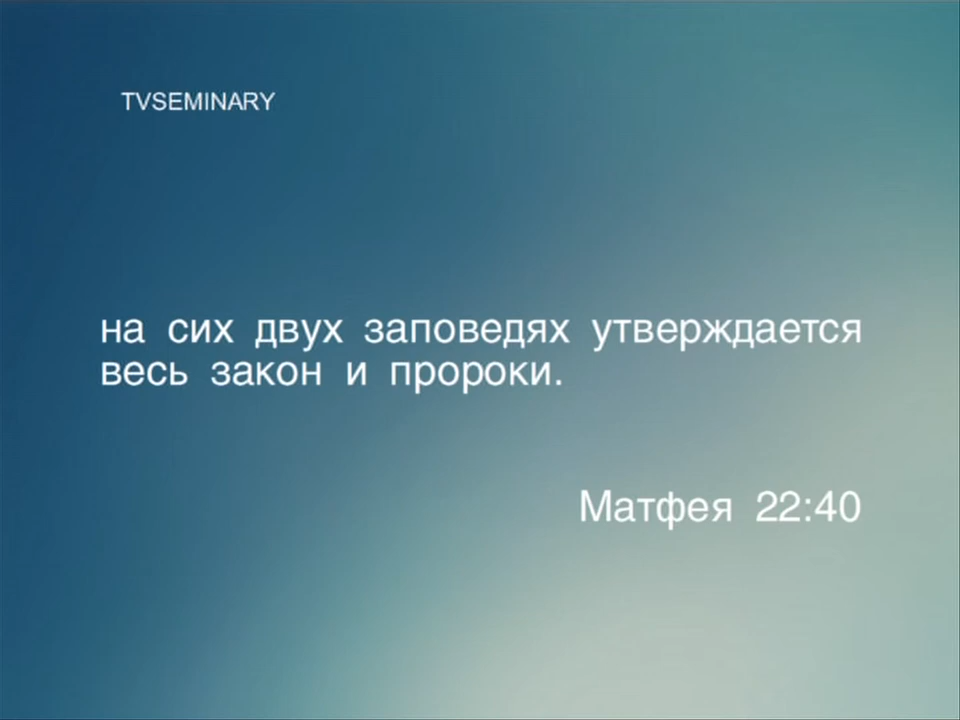 TVSEMINARY
на сих двух заповедях утверждается
весь закон и пророки.
Матфея 22:40